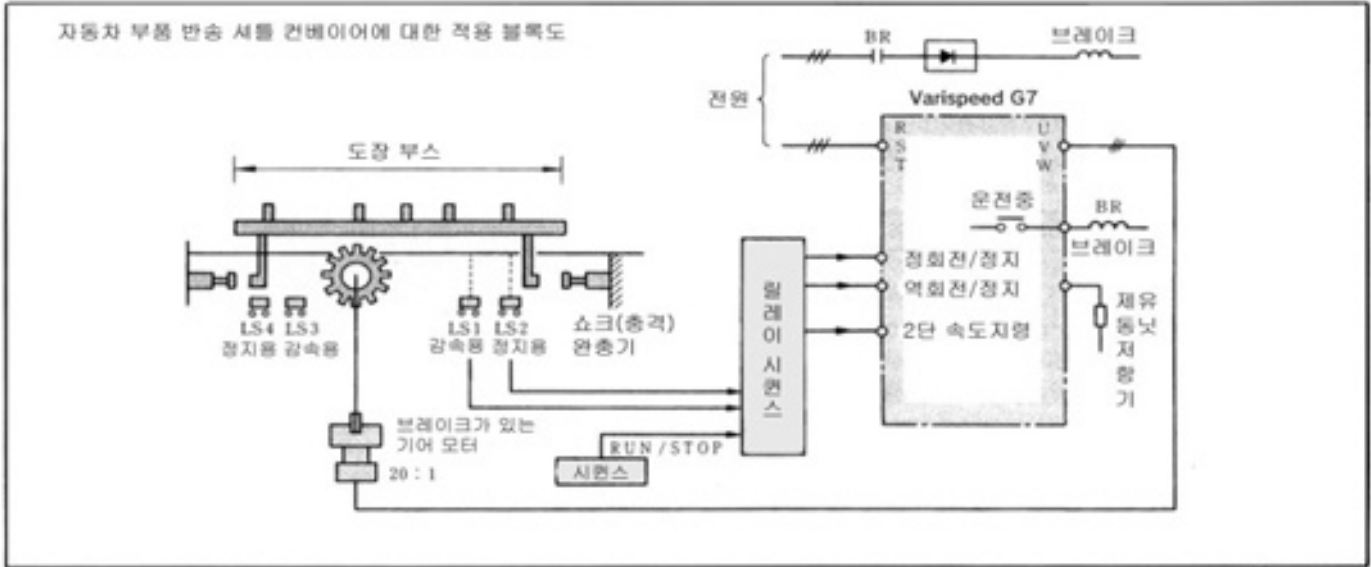 자동차 부품 반송 셔틀 컨베이어에 대한 적용 블록도
BR
브레이크
전원
Varispeed G7
R
S
T
U
V
W
도장 부스
운전중
BR
브레이크
정회전/정지
역회전/정지
2단 속도지령
제동
유닛
저항기
릴레이 시퀀스
LS4
정지용
LS3
감속용
LS1
감속용
LS2
정지용
쇼크(충격)
완충기
브레이크가 있는
기어 모터
20 : 1
RUN/STOP
시퀀스